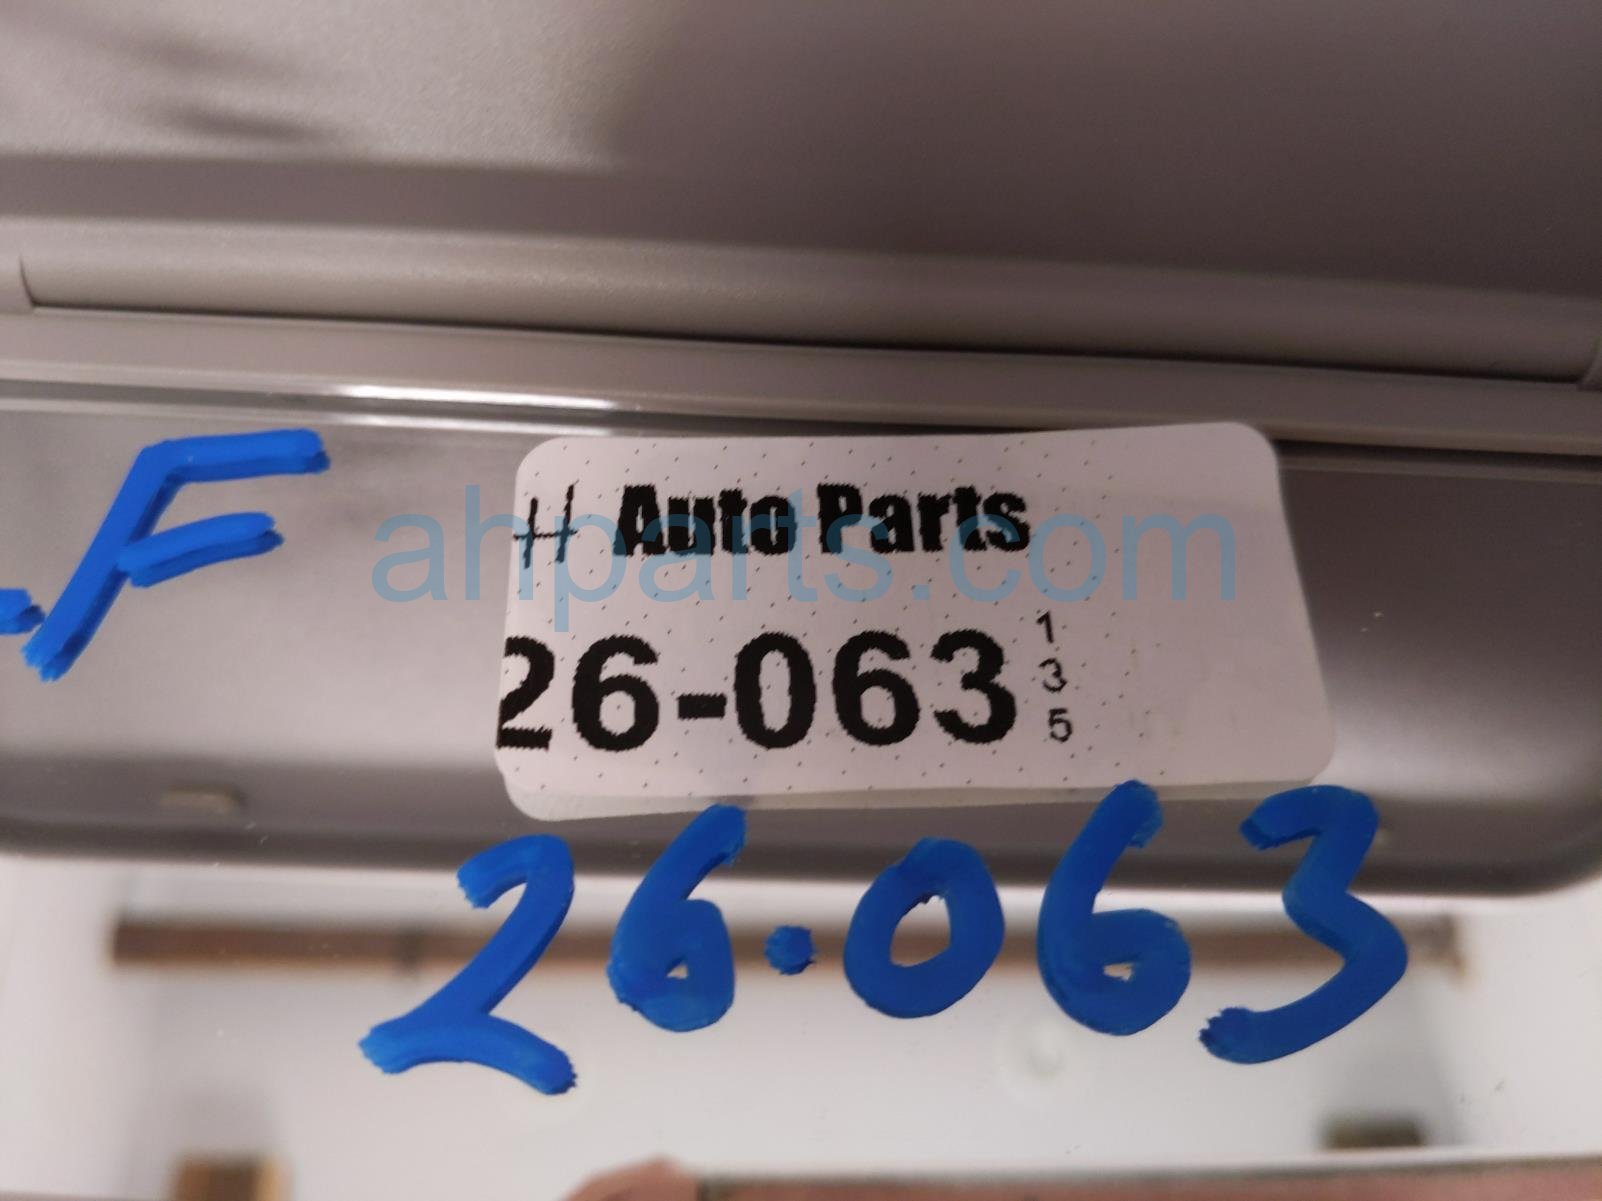 .F
H Auto Parts
ahparts.com
26-063
1
3
5
26.063